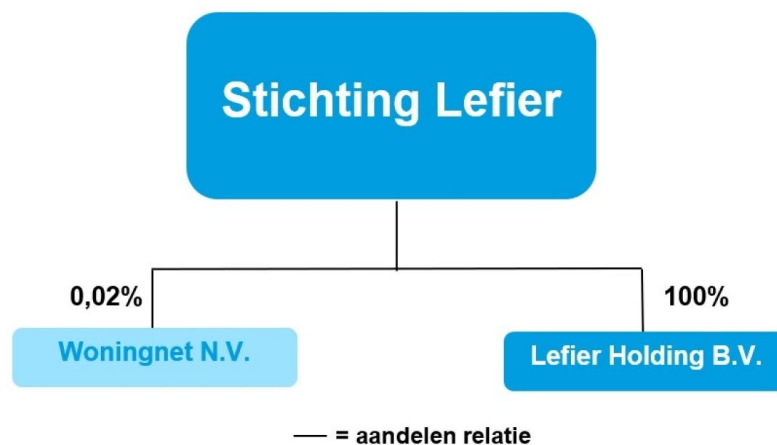 Stichting Lefier
0,02%
100%
Woningnet N.V.
Lefier Holding B.V.
= aandelen relatie